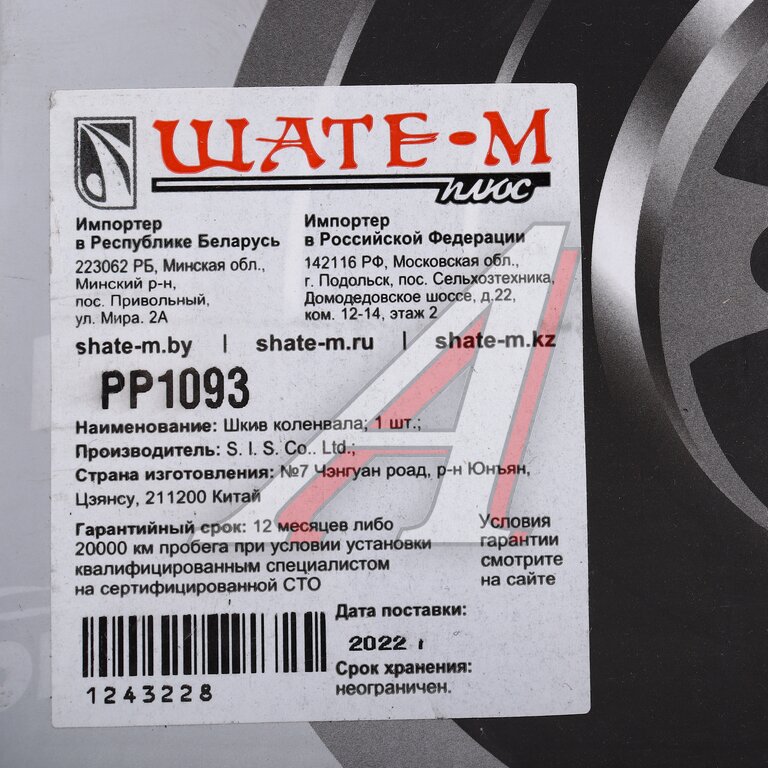 ШАТЕ-М
плюс
Импортер
в Республике Беларусь
223062 РБ, Минская обл.,
Минский р-н,
пос. Привольный,
ул. Мира. 2А
Импортер
в Российской Федерации
142116 РФ, Московская обл.,
г. Подольск, пос. Сельхозтехника,
Домодедовское шоссе, д.22,
ком. 12-14, этаж 2
shate-m.by | shate-m.ru | shate-m.kz
PP1093
Наименование: Шкив коленвала; 1 шт.;
Производитель: S. I. S. Co.. Ltd.;
Страна изготовления: №7 Чэнгуан роад, р-н Юнъян,
Цзянсу, 211200 Китай
Гарантийный срок: 12 месяцев либо
20000 км пробега при условии установки
квалифицированным специалистом
на сертифицированной СТО
Условия
гарантии
смотрите
на сайте
Дата поставки:
2022 г
Срок хранения:
неограничен.
1243228